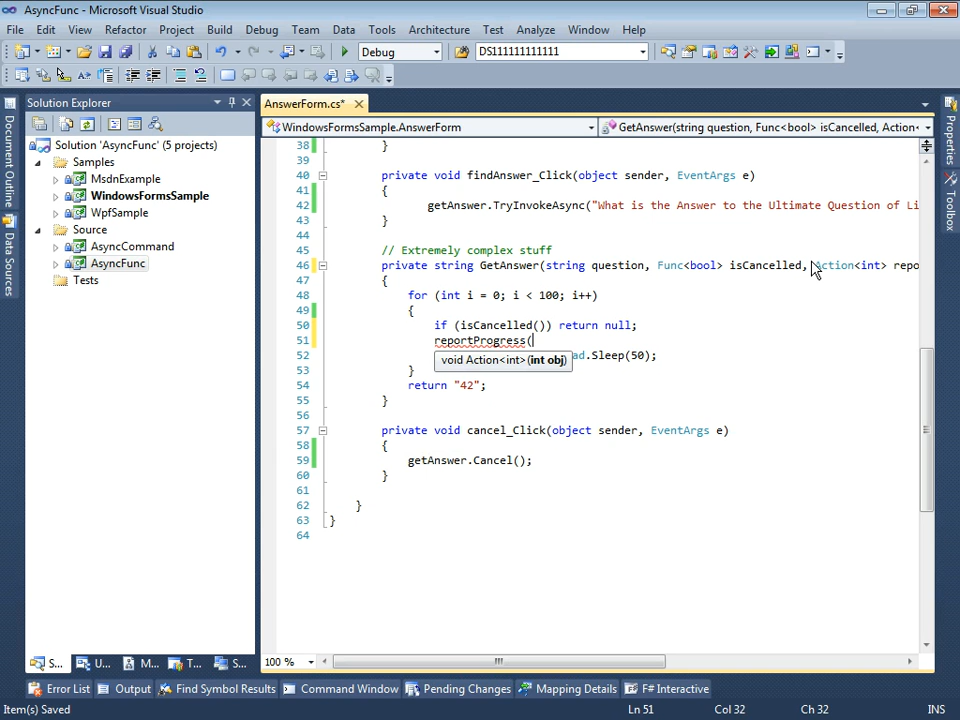 AsyncFunc - Microsoft Visual Studio
File Edit View Refactor Project Build Debug Team Data Tools Architecture Test Analyze Window Help
Debug DS111111111111
Solution Explorer
AnswerForm.cs*
WindowsFormsSample.AnswerForm
GetAnswer(string question, Func<bool> isCancelled, Action<
Document Outline
Data Sources
Properties
Toolbox
Solution 'AsyncFunc' (5 projects)
Samples
MsdnExample
WindowsFormsSample
WpfSample
Source
AsyncCommand
AsyncFunc
Tests
38 }
39
40 private void findAnswer_Click(object sender, EventArgs e)
41 {
42 getAnswer.TryInvokeAsync("What is the Answer to the Ultimate Question of Li
43 }
44
45 // Extremely complex stuff
46 private string GetAnswer(string question, Func<bool> isCancelled, Action<int> repo
47 {
48 for (int i = 0; i < 100; i++)
49 {
50 if (isCancelled()) return null;
51 reportProgress(
void Action<int>(int obj)
52 ad.Sleep(50);
53 }
54 return "42";
55 }
56
57 private void cancel_Click(object sender, EventArgs e)
58 {
59 getAnswer.Cancel();
60 }
61
62 }
63 }
64
S... U... M... T... S...
100 %
Error List Output Find Symbol Results Command Window Pending Changes Mapping Details F# Interactive
Item(s) Saved Ln 51 Col 32 Ch 32 INS